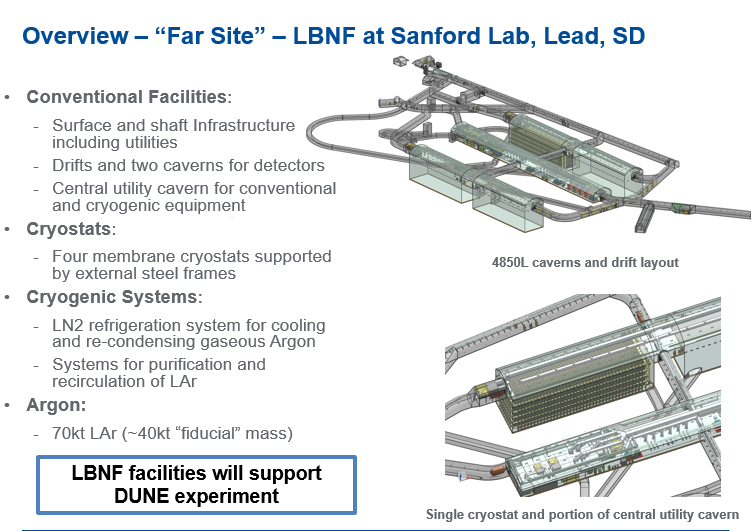 Overview – “Far Site” – LBNF at Sanford Lab, Lead, SD
• Conventional Facilities:
- Surface and shaft Infrastructure
including utilities
- Drifts and two caverns for detectors
- Central utility cavern for conventional
and cryogenic equipment
• Cryostats:
- Four membrane cryostats supported
by external steel frames
• Cryogenic Systems:
- LN2 refrigeration system for cooling
and re-condensing gaseous Argon
- Systems for purification and
recirculation of LAr
• Argon:
- 70kt LAr (~40kt “fiducial” mass)
LBNF facilities will support
DUNE experiment
4850L caverns and drift layout
Single cryostat and portion of central utility cavern